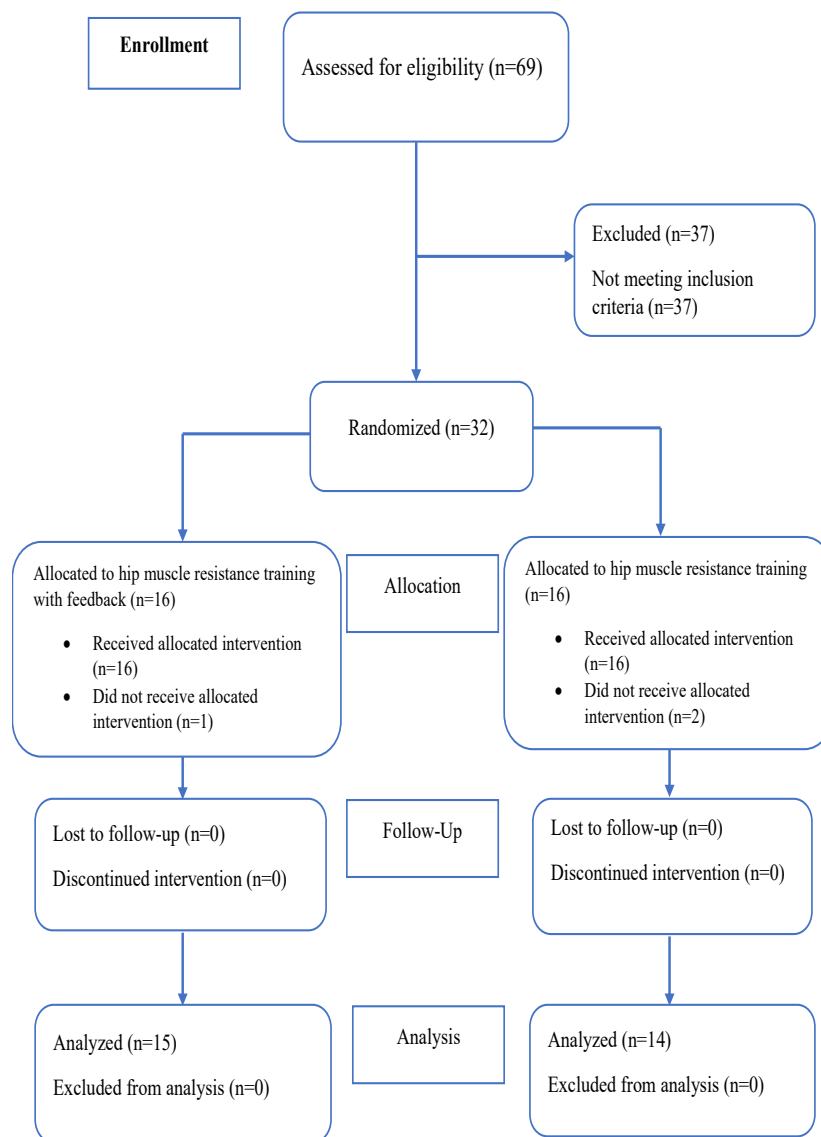 Enrollment
Assessed for eligibility (n=69)
Excluded (n=37)
Not meeting inclusion
criteria (n=37)
Randomized (n=32)
Allocated to hip muscle resistance training
with feedback (n=16)
• Received allocated intervention
(n=16)
• Did not receive allocated
intervention (n=1)
Allocation
Allocated to hip muscle resistance training
(n=16)
• Received allocated intervention
(n=16)
• Did not receive allocated
intervention (n=2)
Lost to follow-up (n=0)
Discontinued intervention (n=0)
Follow-Up
Lost to follow-up (n=0)
Discontinued intervention (n=0)
Analyzed (n=15)
Excluded from analysis (n=0)
Analysis
Analyzed (n=14)
Excluded from analysis (n=0)